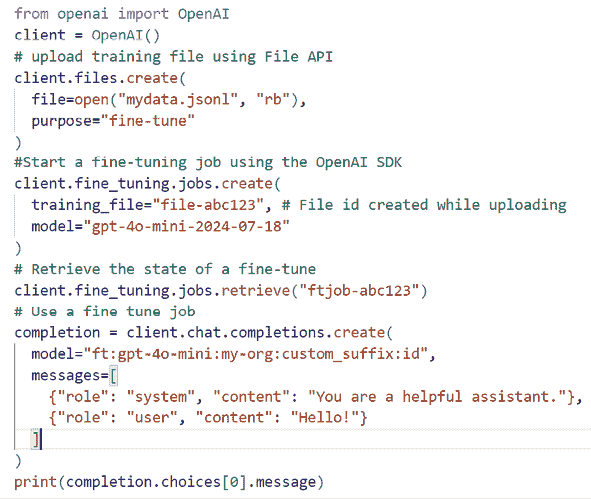 from openai import OpenAI
client = OpenAI()
# upload training file using File API
client.files.create(
  file=open("mydata.jsonl", "rb"),
  purpose="fine-tune"
)
#Start a fine-tuning job using the OpenAI SDK
client.fine_tuning.jobs.create(
  training_file="file-abc123", # File id created while uploading
  model="gpt-4o-mini-2024-07-18"
)
# Retrieve the state of a fine-tune
client.fine_tuning.jobs.retrieve("ftjob-abc123")
# Use a fine tune job
completion = client.chat.completions.create(
  model="ft:gpt-4o-mini:my-org:custom_suffix:id",
  messages=[
    {"role": "system", "content": "You are a helpful assistant."},
    {"role": "user", "content": "Hello!"}
  ]
)
print(completion.choices[0].message)